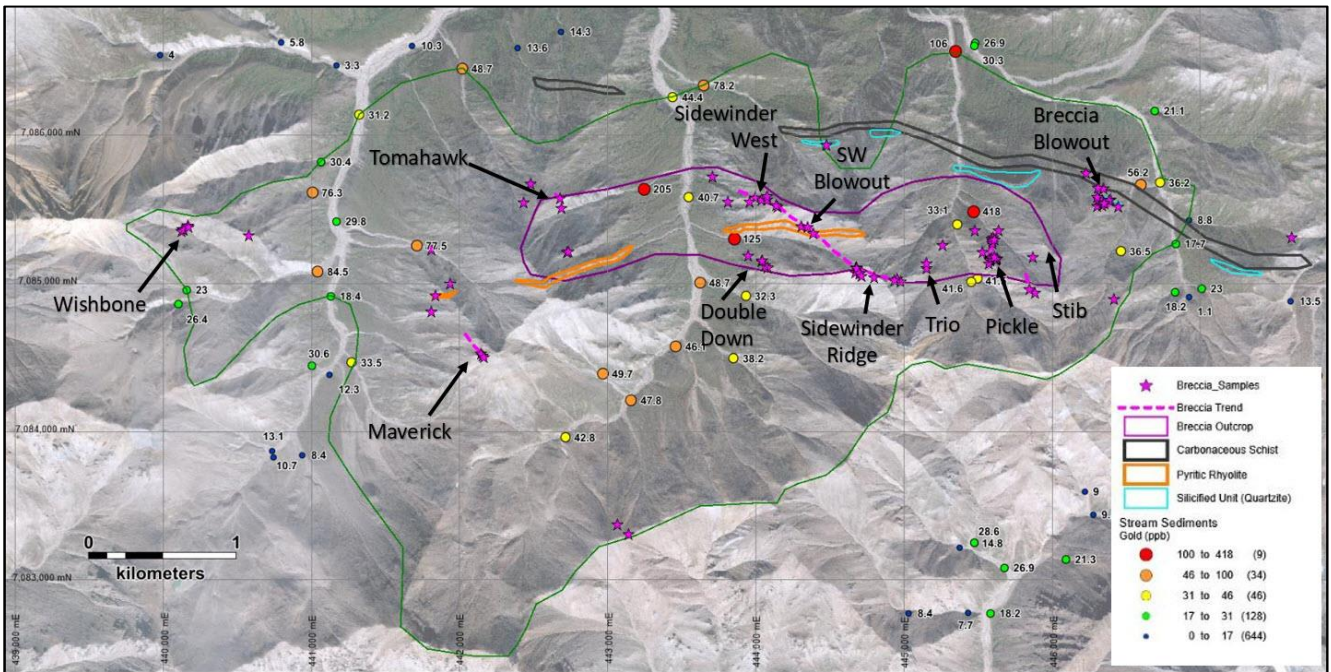 14.3
5.8
10.3
13.6
106
26.9
30.3
4
3.3
48.7
78.2
44.4
31.2
21.1
Sidewinder
West
Breccia
Blowout
7,086,000 mN
Tomahawk
SW
Blowout
30.4
76.3
205
40.7
56.2
36.2
29.8
33.1
418
8.8
77.5
125
36.5
17.7
84.5
Wishbone
7,085,000 mN
23
26.4
18.4
48.7
32.3
41.6
23
18.2
1.1
13.5
Double
Down
Sidewinder
Ridge
Trio
Pickle
Stib
30.6
33.5
12.3
46.1
38.2
49.7
47.8
Maverick
7,084,000 mN
42.8
13.1
10.7
8.4
9
9.
28.6
14.8
26.9
21.3
7,083,000 mN
8.4
7.7
18.2
0
1
kilometers
439,000 mE
440,000 mE
441,000 mE
442,000 mE
443,000 mE
444,000 mE
445,000 mE
446,000 mE
Breccia_Samples
Breccia Trend
Breccia Outcrop
Carbonaceous Schist
Pyritic Rhyolite
Silicified Unit (Quartzite)
Stream Sediments
Gold (ppb)
100 to 418 (9)
46 to 100 (34)
31 to 46 (46)
17 to 31 (128)
0 to 17 (644)